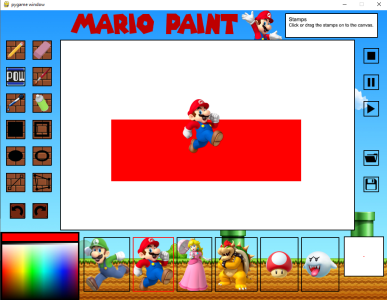 pygame window
MARIO PAINT
Stamps
Click or drag the stamps on to the canvas.
POW